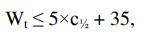 Wₜ ≤ 5×c½ + 35,